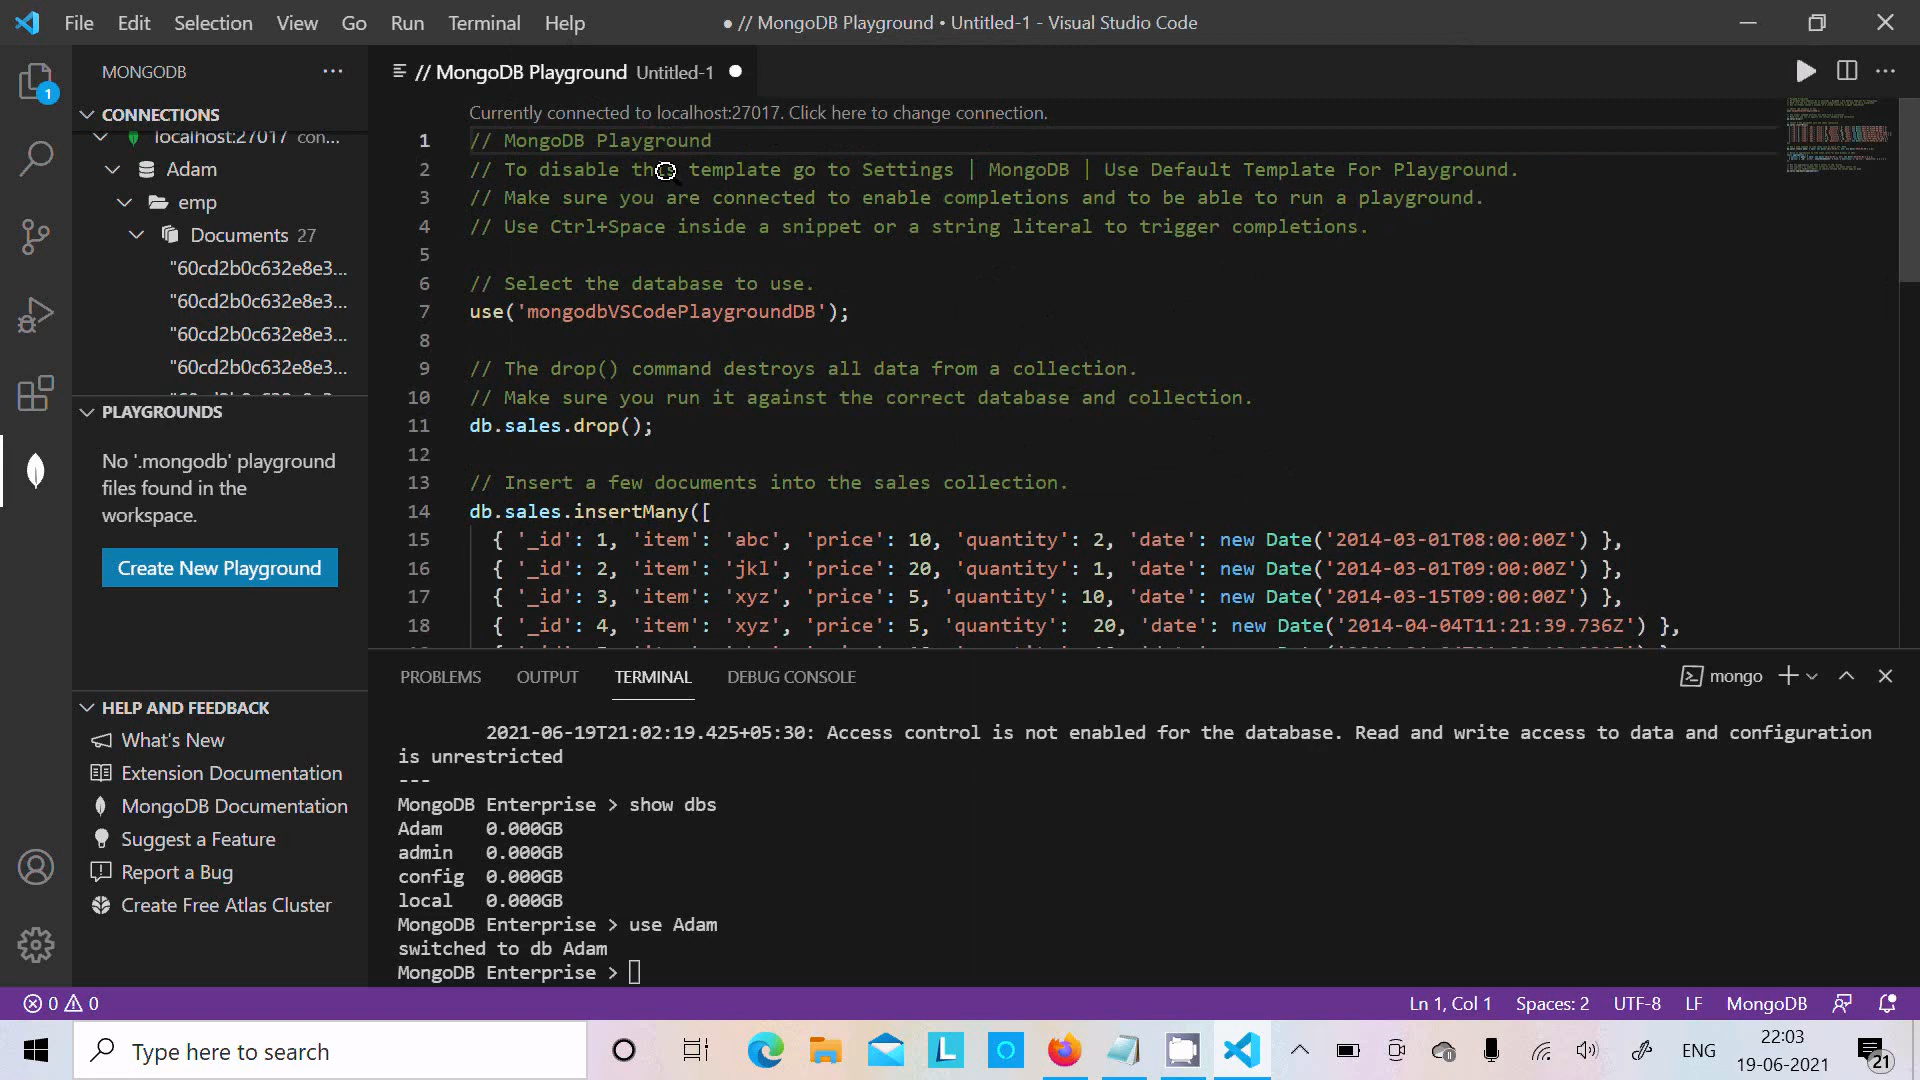 File Edit Selection View Go Run Terminal Help
● // MongoDB Playground • Untitled-1 - Visual Studio Code
MONGODB
// MongoDB Playground Untitled-1
1
CONNECTIONS
localhost:27017 con...
Adam
emp
Documents 27
"60cd2b0c632e8e3...
"60cd2b0c632e8e3...
"60cd2b0c632e8e3...
"60cd2b0c632e8e3...
PLAYGROUNDS
No '.mongodb' playground
files found in the
workspace.
Create New Playground
HELP AND FEEDBACK
What's New
Extension Documentation
MongoDB Documentation
Suggest a Feature
Report a Bug
Create Free Atlas Cluster
Currently connected to localhost:27017. Click here to change connection.
1 // MongoDB Playground
2 // To disable this template go to Settings | MongoDB | Use Default Template For Playground.
3 // Make sure you are connected to enable completions and to be able to run a playground.
4 // Use Ctrl+Space inside a snippet or a string literal to trigger completions.
5
6 // Select the database to use.
7 use('mongodbVSCodePlaygroundDB');
8
9 // The drop() command destroys all data from a collection.
10 // Make sure you run it against the correct database and collection.
11 db.sales.drop();
12
13 // Insert a few documents into the sales collection.
14 db.sales.insertMany([
15 { '_id': 1, 'item': 'abc', 'price': 10, 'quantity': 2, 'date': new Date('2014-03-01T08:00:00Z') },
16 { '_id': 2, 'item': 'jkl', 'price': 20, 'quantity': 1, 'date': new Date('2014-03-01T09:00:00Z') },
17 { '_id': 3, 'item': 'xyz', 'price': 5, 'quantity': 10, 'date': new Date('2014-03-15T09:00:00Z') },
18 { '_id': 4, 'item': 'xyz', 'price': 5, 'quantity':  20, 'date': new Date('2014-04-04T11:21:39.736Z') },
PROBLEMS OUTPUT TERMINAL DEBUG CONSOLE
mongo
2021-06-19T21:02:19.425+05:30: Access control is not enabled for the database. Read and write access to data and configuration
is unrestricted
---
MongoDB Enterprise > show dbs
Adam    0.000GB
admin   0.000GB
config  0.000GB
local   0.000GB
MongoDB Enterprise > use Adam
switched to db Adam
MongoDB Enterprise >
0 0
Ln 1, Col 1 Spaces: 2 UTF-8 LF MongoDB
Type here to search
L
ENG
22:03
19-06-2021
21